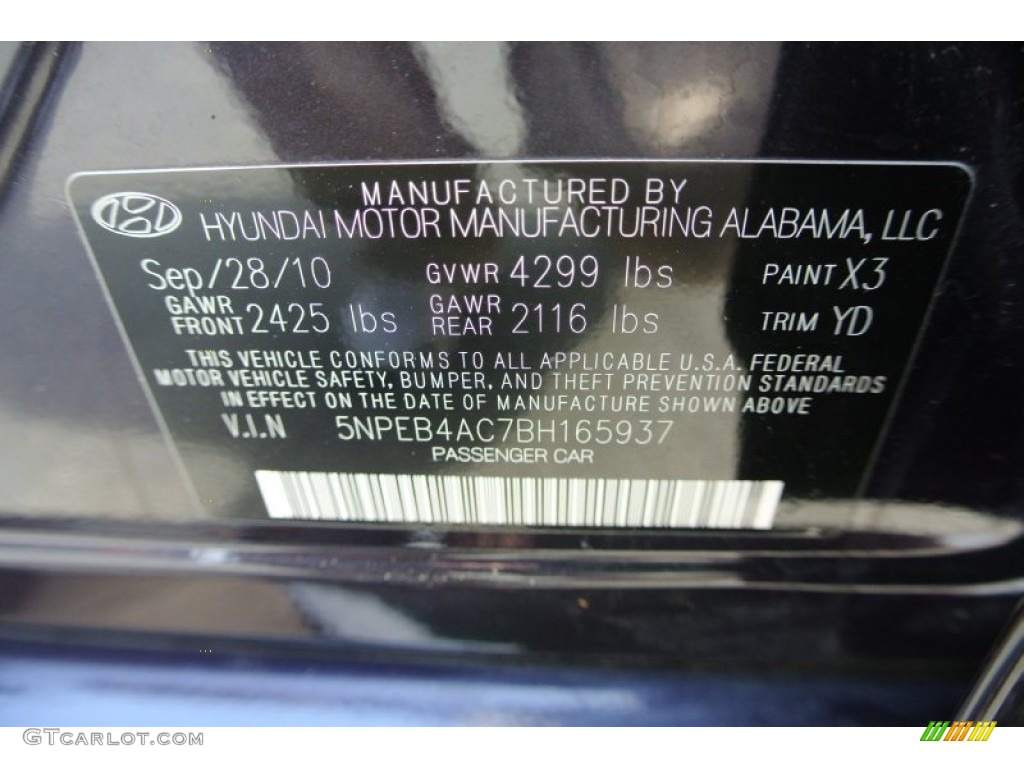 MANUFACTURED BY
HYUNDAI MOTOR MANUFACTURING ALABAMA, LLC
Sep/28/10 GVWR 4299 lbs PAINT X3
GAWR FRONT 2425 lbs GAWR REAR 2116 lbs TRIM YD
THIS VEHICLE CONFORMS TO ALL APPLICABLE U.S.A. FEDERAL
MOTOR VEHICLE SAFETY, BUMPER, AND THEFT PREVENTION STANDARDS
IN EFFECT ON THE DATE OF MANUFACTURE SHOWN ABOVE
V.I.N 5NPEB4AC7BH165937
PASSENGER CAR
GTCarLot.com